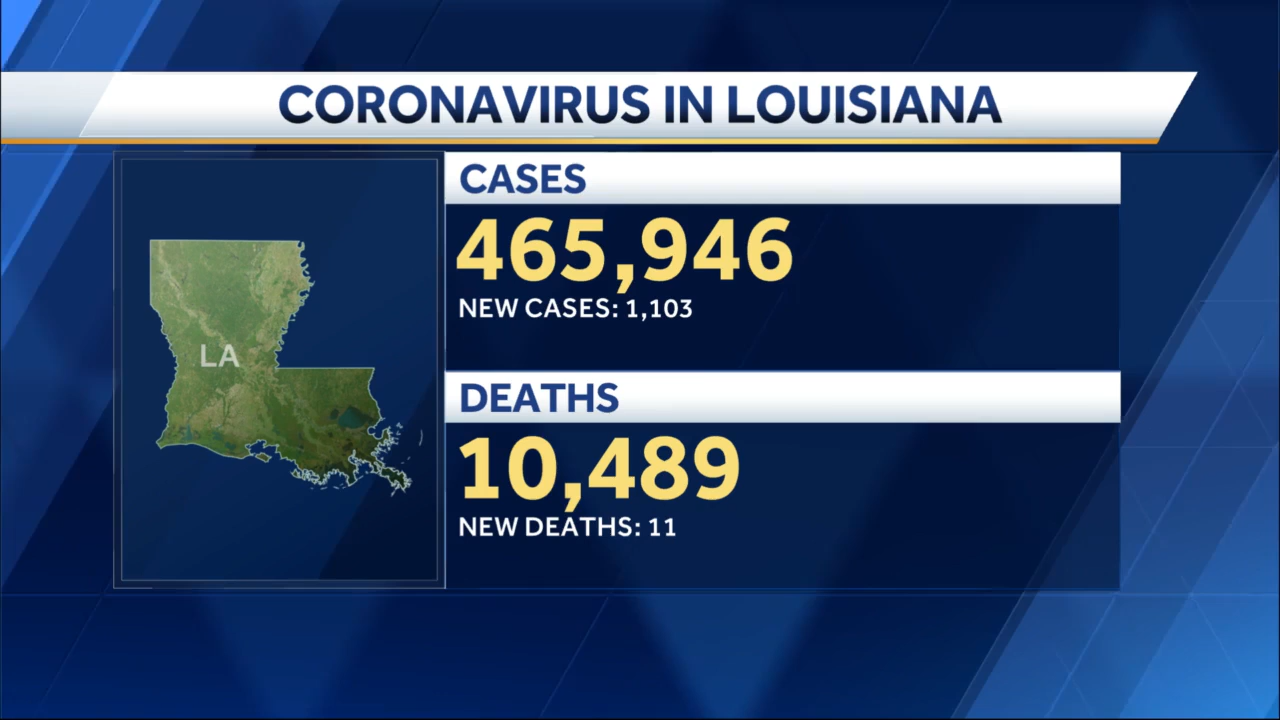 CORONAVIRUS IN LOUISIANA
LA
CASES
465,946
NEW CASES: 1,103
DEATHS
10,489
NEW DEATHS: 11